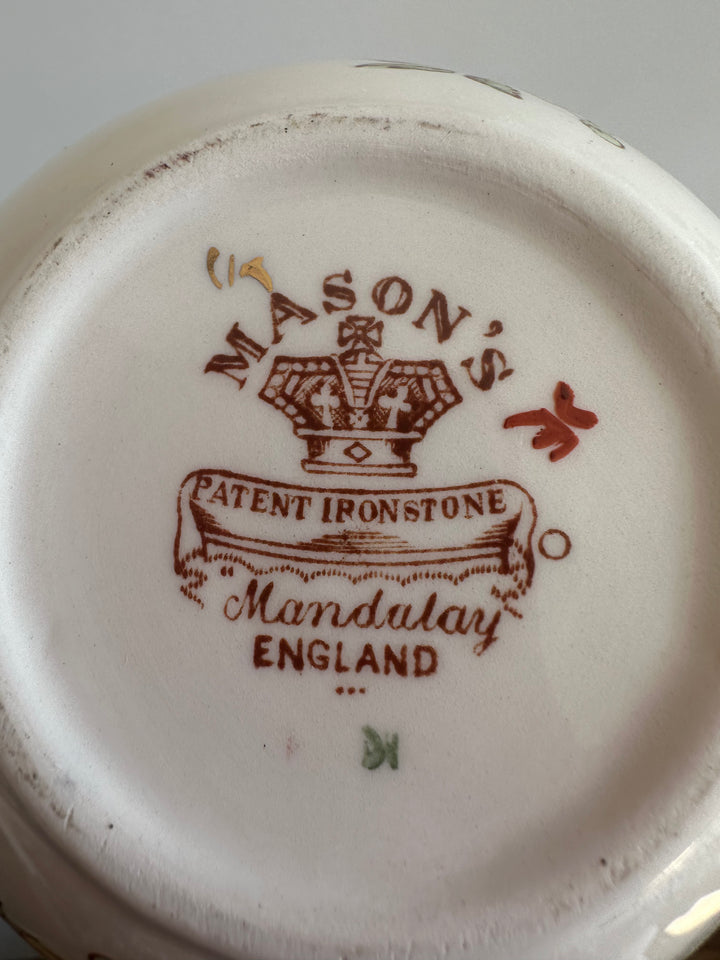 MASON'S
PATENT IRONSTONE
"Mandalay"
ENGLAND